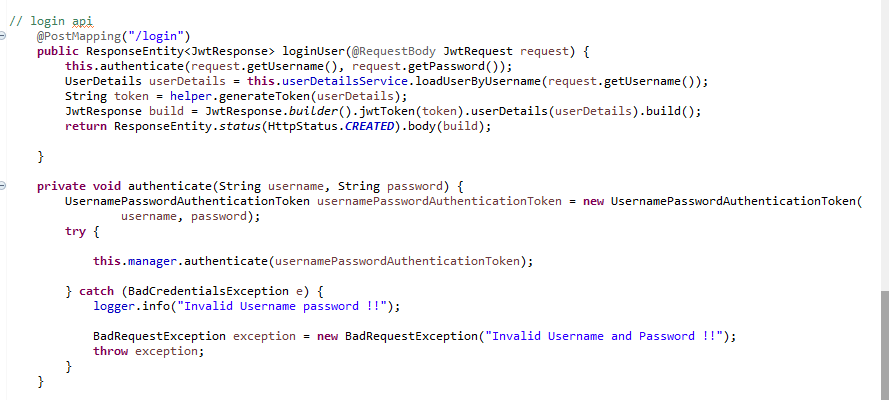 // login api
@PostMapping("/login")
public ResponseEntity<JwtResponse> loginUser(@RequestBody JwtRequest request) {
this.authenticate(request.getUsername(), request.getPassword());
UserDetails userDetails = this.userDetailsService.loadUserByUsername(request.getUsername());
String token = helper.generateToken(userDetails);
JwtResponse build = JwtResponse.builder().jwtToken(token).userDetails(userDetails).build();
return ResponseEntity.status(HttpStatus.CREATED).body(build);
}
private void authenticate(String username, String password) {
UsernamePasswordAuthenticationToken usernamePasswordAuthenticationToken = new UsernamePasswordAuthenticationToken(
username, password);
try {
this.manager.authenticate(usernamePasswordAuthenticationToken);
} catch (BadCredentialsException e) {
logger.info("Invalid Username password !!");
BadRequestException exception = new BadRequestException("Invalid Username and Password !!");
throw exception;
}
}